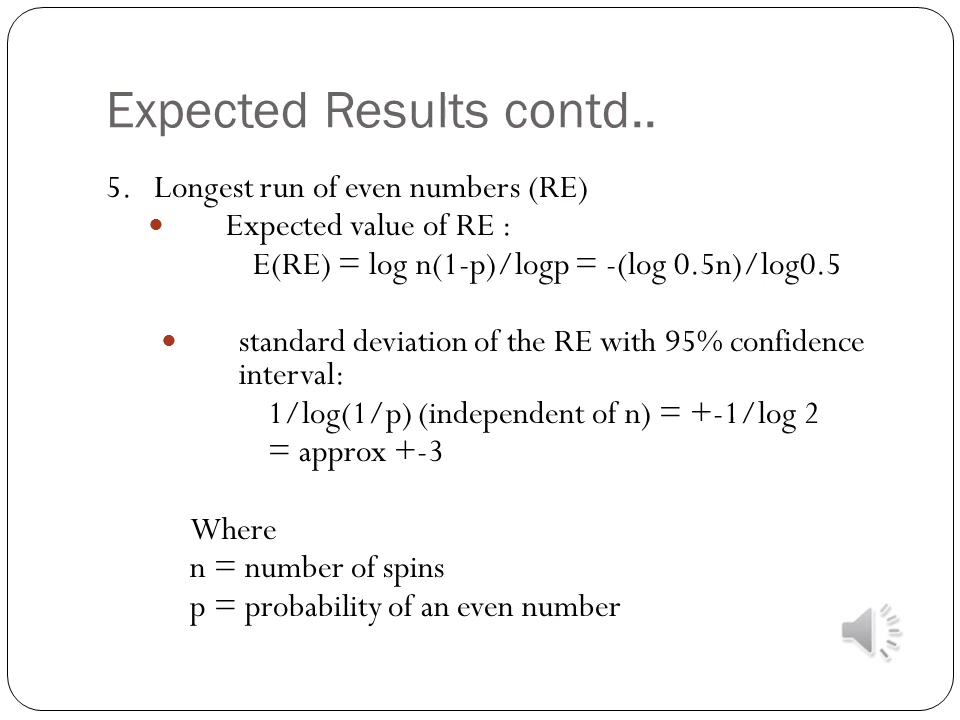 Expected Results contd..
5. Longest run of even numbers (RE)
• Expected value of RE :
E(RE) = log n(1-p)/logp = -(log 0.5n)/log0.5
• standard deviation of the RE with 95% confidence
interval:
1/log(1/p) (independent of n) = +-1/log 2
= approx +-3
Where
n = number of spins
p = probability of an even number